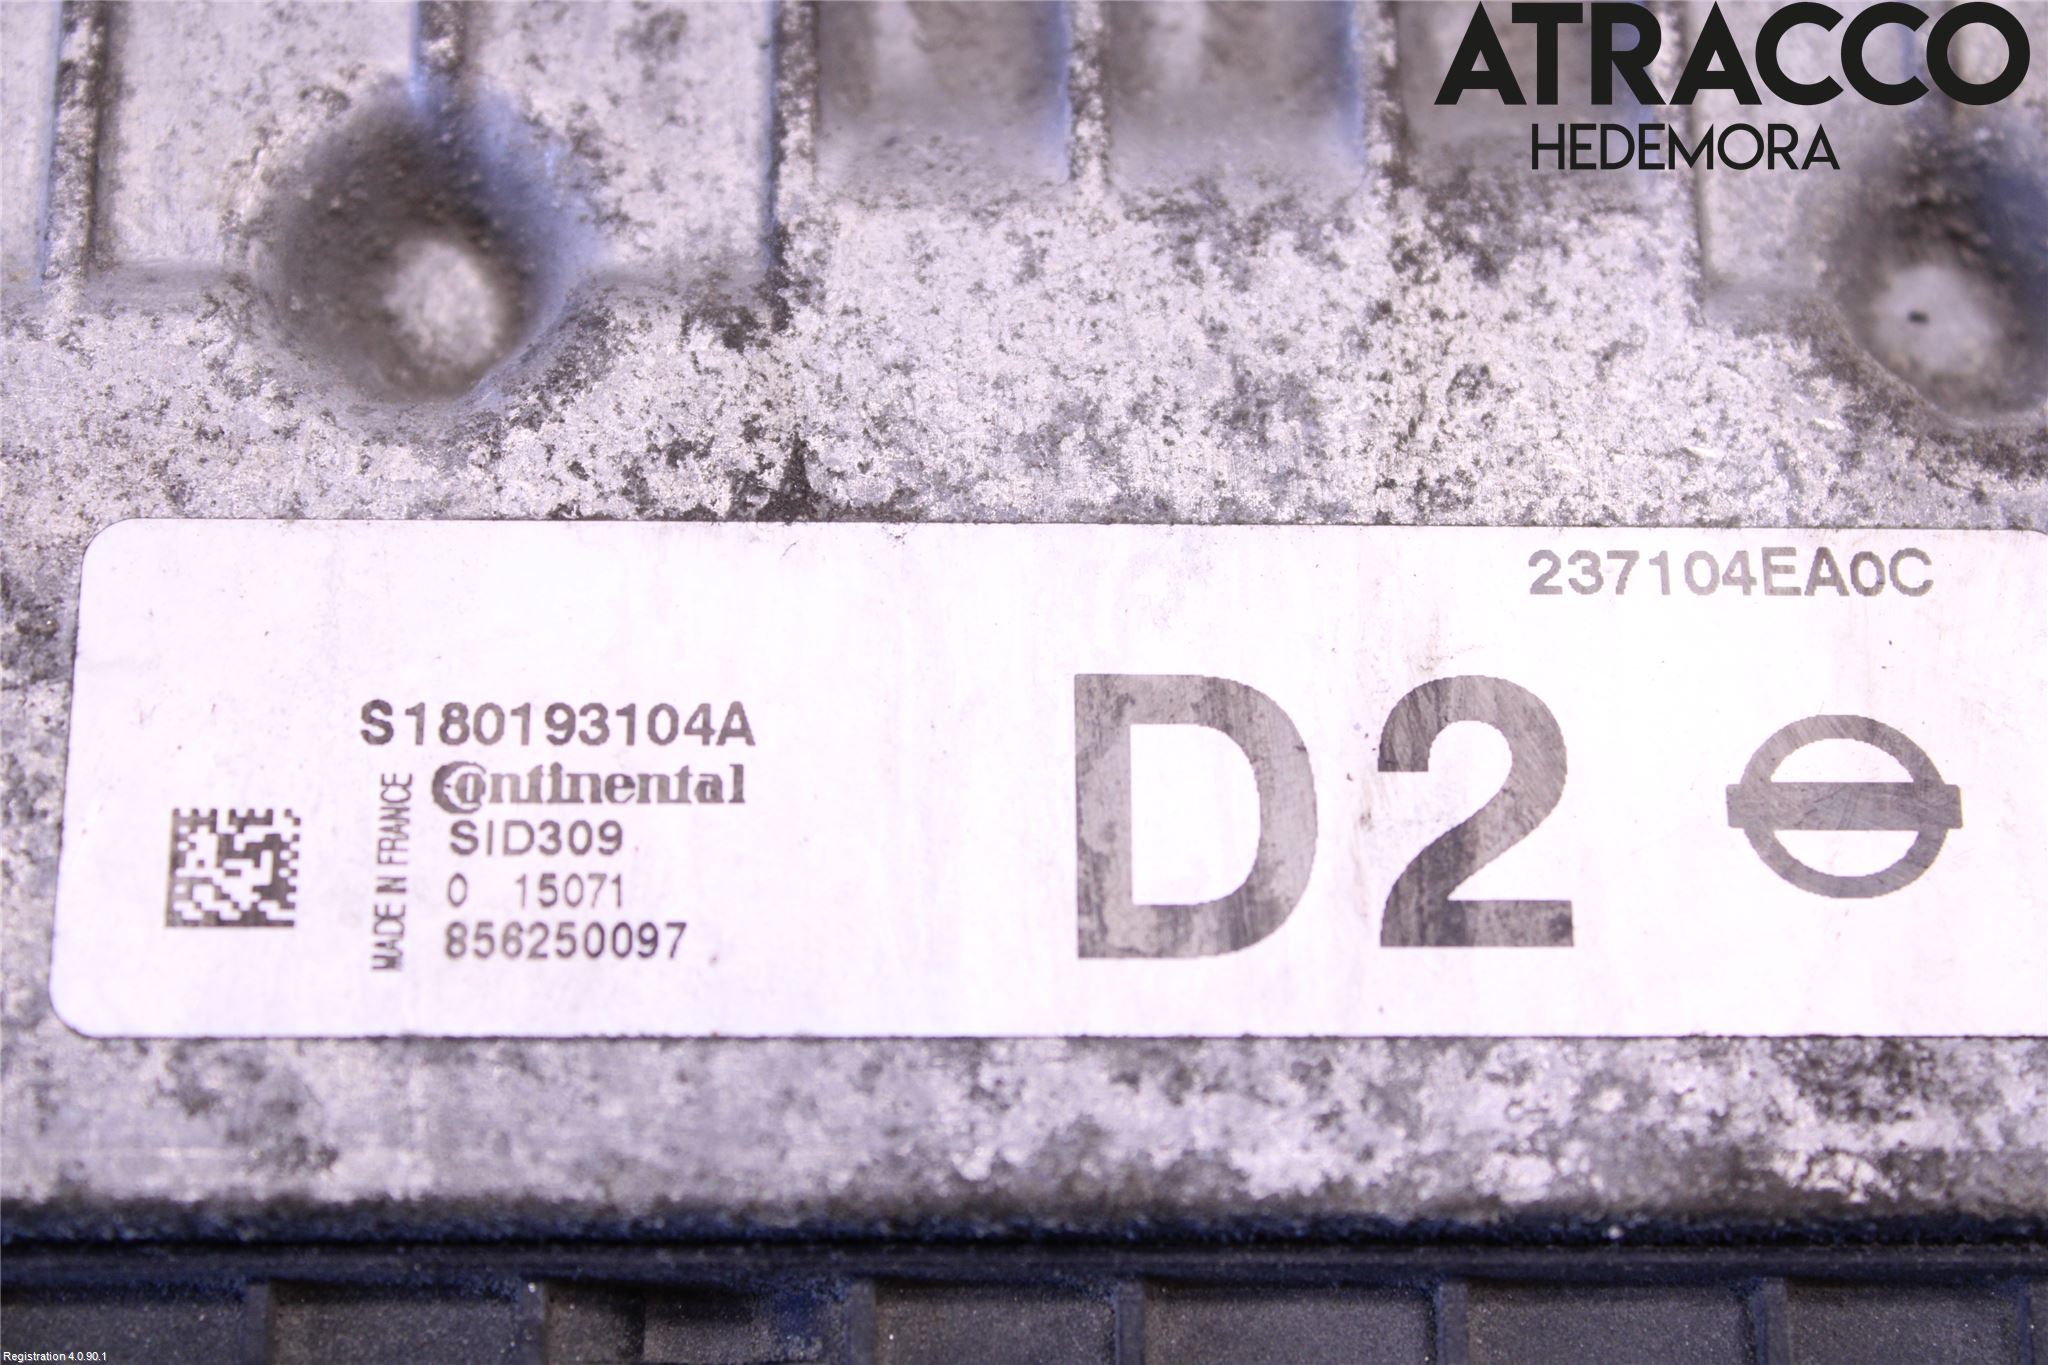 ATRACCO
HEDEMORA
237104EA0C
S180193104A
Continental
SID309
0 15071
856250097
MADE IN FRANCE
D2
Registration 4.0.90.1